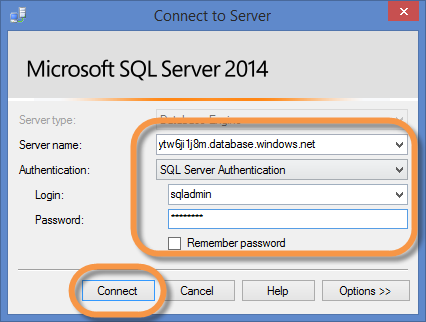 Connect to Server
Microsoft SQL Server 2014
Server type: Database Engine
Server name: ytw6ji1j8m.database.windows.net
Authentication: SQL Server Authentication
Login: sqladmin
Password: ********
Remember password
Connect Cancel Help Options >>